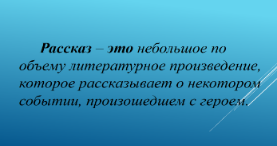 Рассказ – это небольшое по
объему литературное произведение,
которое рассказывает о некотором
событии, произошедшем с героем.